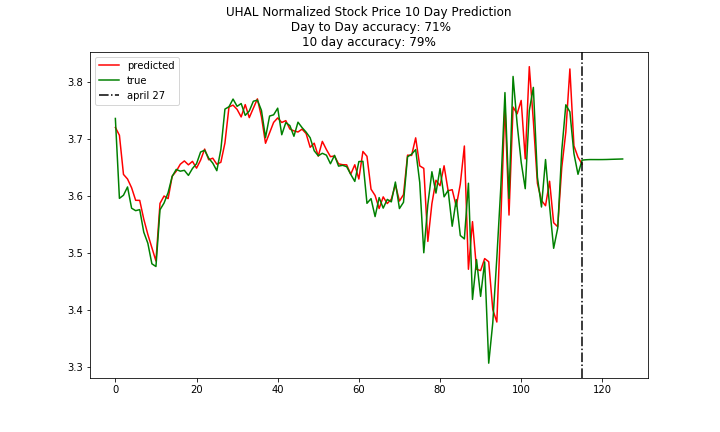 UHAL Normalized Stock Price 10 Day Prediction
Day to Day accuracy: 71%
10 day accuracy: 79%
predicted
true
april 27
3.8
3.7
3.6
3.5
3.4
3.3
0
20
40
60
80
100
120